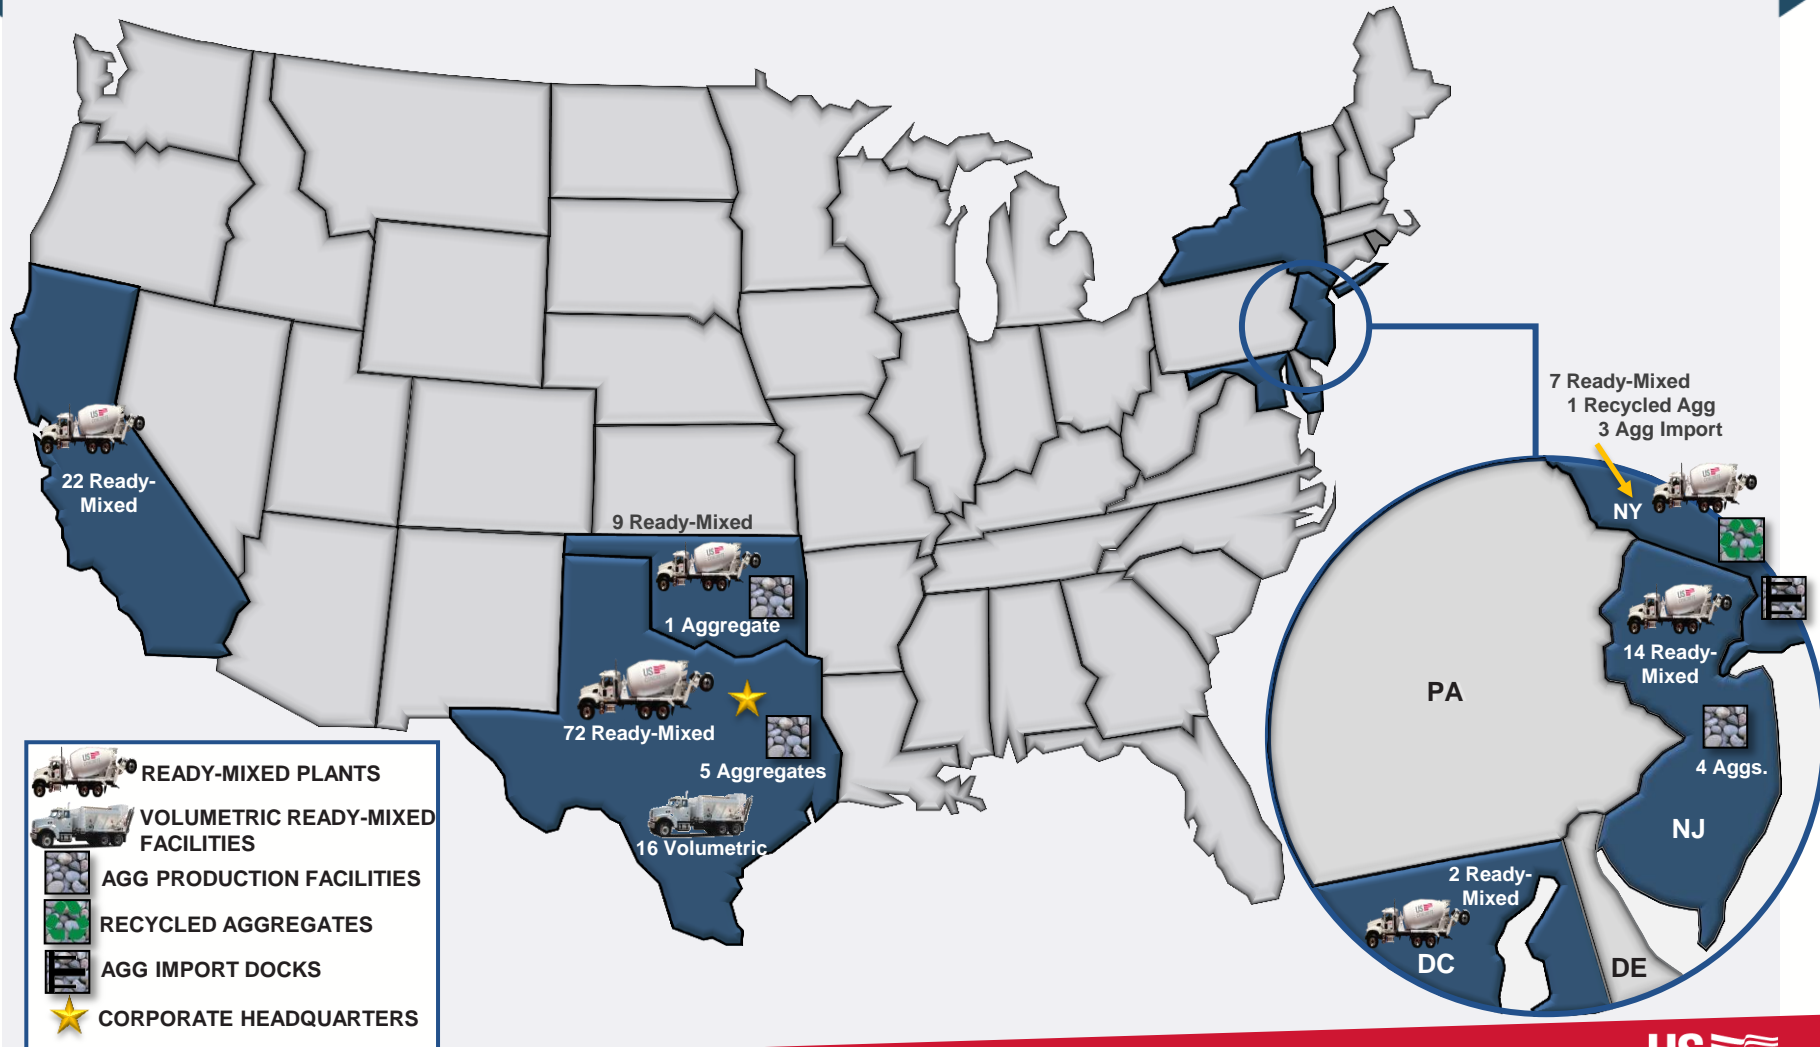 7 Ready-Mixed
1 Recycled Agg
3 Agg Import
22 Ready-
Mixed
NY
9 Ready-Mixed
1 Aggregate
14 Ready-
Mixed
PA
72 Ready-Mixed
5 Aggregates
4 Aggs.
16 Volumetric
NJ
2 Ready-
Mixed
DC
DE
READY-MIXED PLANTS
VOLUMETRIC READY-MIXED
FACILITIES
AGG PRODUCTION FACILITIES
RECYCLED AGGREGATES
AGG IMPORT DOCKS
CORPORATE HEADQUARTERS
US